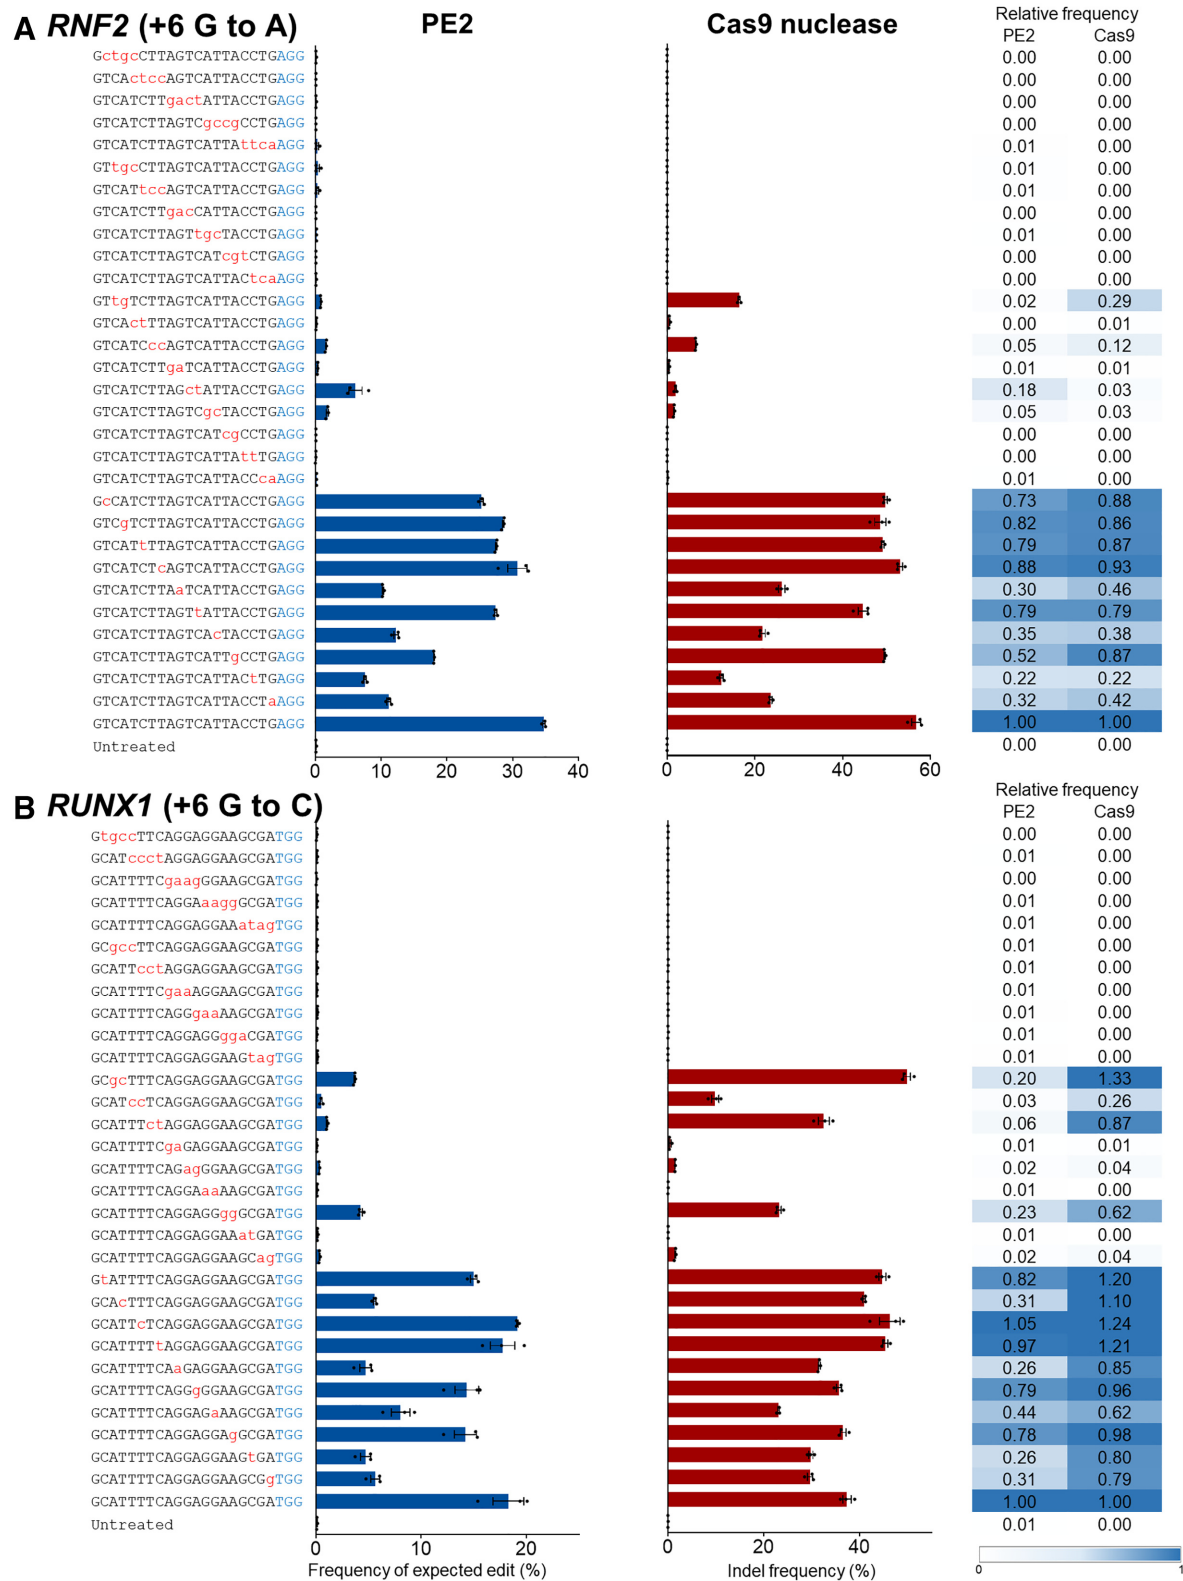 Relative frequency
A RNF2 (+6 G to A) PE2 Cas9 nuclease PE2 Cas9
GctgcCTTAGTCATTACCTGAGG 0.00 0.00
GTCActccAGTCATTACCTGAGG 0.00 0.00
GTCATCTTgactATTACCTGAGG 0.00 0.00
GTCATCTTAGTCgccgCCTGAGG 0.00 0.00
GTCATCTTAGTCATTAttcaAGG 0.01 0.00
GTtgcCTTAGTCATTACCTGAGG 0.01 0.00
GTCATtccAGTCATTACCTGAGG 0.01 0.00
GTCATCTTgacCATTACCTGAGG 0.00 0.00
GTCATCTTAGTtgcTACCTGAGG 0.01 0.00
GTCATCTTAGTCATcgtCTGAGG 0.00 0.00
GTCATCTTAGTCATTACtcaAGG 0.00 0.00
GTtgTCTTAGTCATTACCTGAGG 0.02 0.29
GTCActTTAGTCATTACCTGAGG 0.00 0.01
GTCATCccAGTCATTACCTGAGG 0.05 0.12
GTCATCTTgaTCATTACCTGAGG 0.01 0.01
GTCATCTTAGctATTACCTGAGG 0.18 0.03
GTCATCTTAGTCgcTACCTGAGG 0.05 0.03
GTCATCTTAGTCATcgCCTGAGG 0.00 0.00
GTCATCTTAGTCATTAttTGAGG 0.00 0.00
GTCATCTTAGTCATTACCcaAGG 0.01 0.00
GcCATCTTAGTCATTACCTGAGG 0.73 0.88
GTCgTCTTAGTCATTACCTGAGG 0.82 0.86
GTCATtTTAGTCATTACCTGAGG 0.79 0.87
GTCATCTcAGTCATTACCTGAGG 0.88 0.93
GTCATCTTAaTCATTACCTGAGG 0.30 0.46
GTCATCTTAGTtATTACCTGAGG 0.79 0.79
GTCATCTTAGTCAcTACCTGAGG 0.35 0.38
GTCATCTTAGTCATTgCCTGAGG 0.52 0.87
GTCATCTTAGTCATTACtTGAGG 0.22 0.22
GTCATCTTAGTCATTACCTaAGG 0.32 0.42
GTCATCTTAGTCATTACCTGAGG 1.00 1.00
Untreated 0.00 0.00
0 10 20 30 40 0 20 40 60
Relative frequency
B RUNX1 (+6 G to C) PE2 Cas9
GtgccTTCAGGAGGAAGCGATGG 0.00 0.00
GCATccctAGGAGGAAGCGATGG 0.01 0.00
GCATTTTCgaagGGAAGCGATGG 0.00 0.00
GCATTTTCAGGAaaggGCGATGG 0.01 0.00
GCATTTTCAGGAGGAAatagTGG 0.01 0.00
GCgccTTCAGGAGGAAGCGATGG 0.01 0.00
GCATTcctAGGAGGAAGCGATGG 0.01 0.00
GCATTTTCgaaAGGAAGCGATGG 0.01 0.00
GCATTTTCAGGgaaAAGCGATGG 0.01 0.00
GCATTTTCAGGAGGggaCGATGG 0.01 0.00
GCATTTTCAGGAGGAAGtagTGG 0.01 0.00
GCgcTTTCAGGAGGAAGCGATGG 0.20 1.33
GCATccTCAGGAGGAAGCGATGG 0.03 0.26
GCATTTctAGGAGGAAGCGATGG 0.06 0.87
GCATTTTCgaGAGGAAGCGATGG 0.01 0.01
GCATTTTCAGagGGAAGCGATGG 0.02 0.04
GCATTTTCAGGAaaAAGCGATGG 0.01 0.00
GCATTTTCAGGAGGggGCGATGG 0.23 0.62
GCATTTTCAGGAGGAAatGATGG 0.01 0.00
GCATTTTCAGGAGGAAGCagTGG 0.02 0.04
GtATTTTCAGGAGGAAGCGATGG 0.82 1.20
GCAcTTTCAGGAGGAAGCGATGG 0.31 1.10
GCATTcTCAGGAGGAAGCGATGG 1.05 1.24
GCATTTTtAGGAGGAAGCGATGG 0.97 1.21
GCATTTTCAaGAGGAAGCGATGG 0.26 0.85
GCATTTTCAGGgGGAAGCGATGG 0.79 0.96
GCATTTTCAGGAGaAAGCGATGG 0.44 0.62
GCATTTTCAGGAGGAgGCGATGG 0.78 0.98
GCATTTTCAGGAGGAAGtGATGG 0.26 0.80
GCATTTTCAGGAGGAAGCGgTGG 0.31 0.79
GCATTTTCAGGAGGAAGCGATGG 1.00 1.00
Untreated 0.01 0.00
0 10 20 0 20 40
Frequency of expected edit (%) Indel frequency (%) 0 1